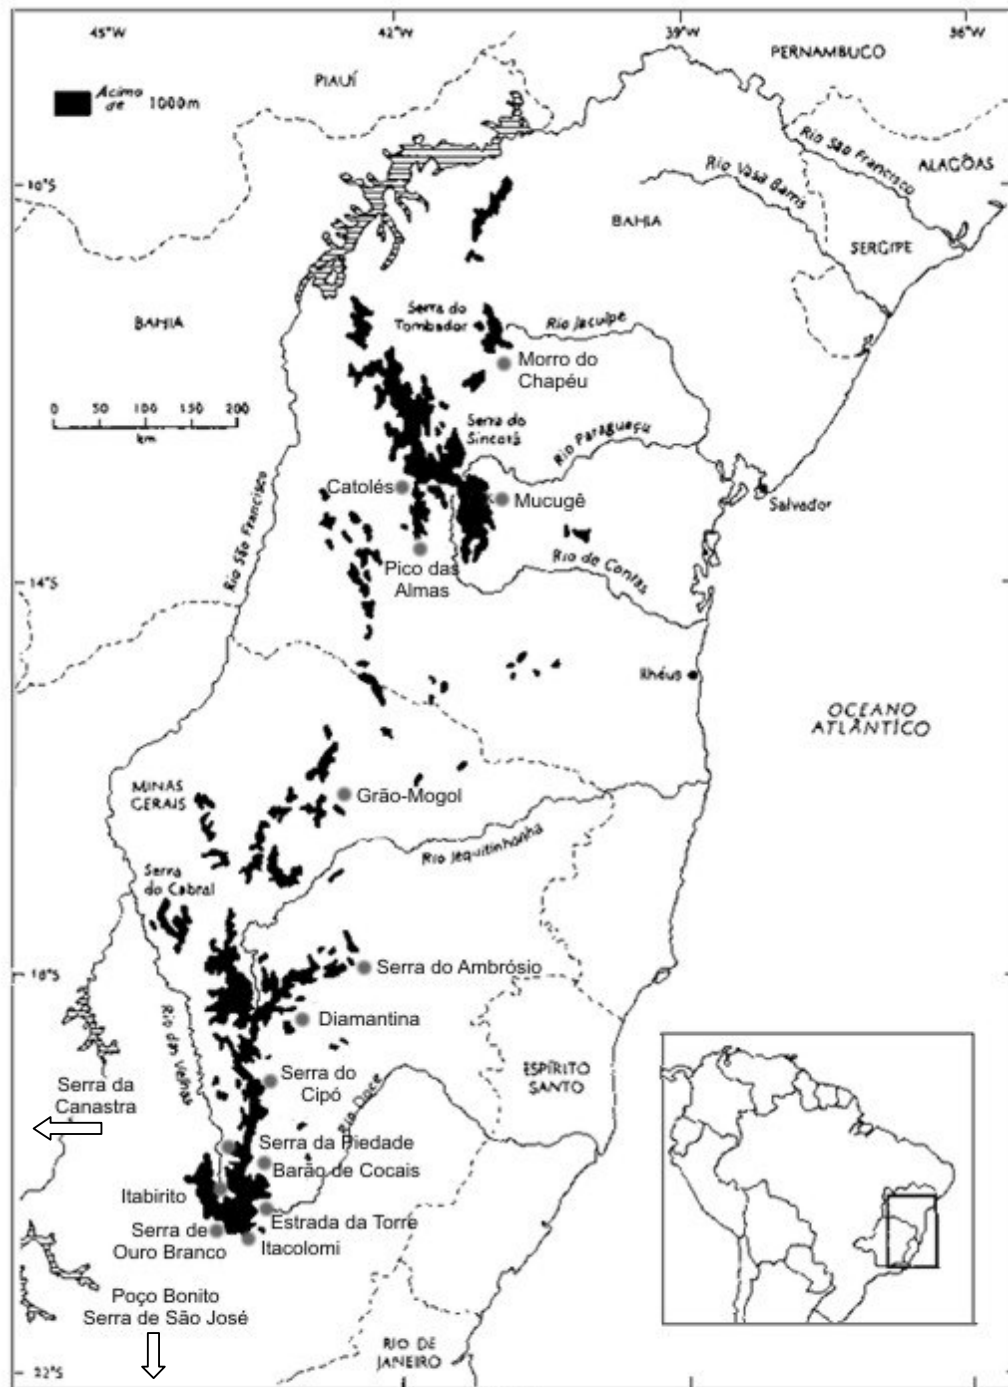 45°W
42°W
39°W
36°W
PERNAMBUCO
PIAUÍ
Acima
de 1000m
Rio São Francisco
ALAGÔAS
Rio Vasa Barris
10°S
BAHIA
SERGIPE
BAHIA
Serra do
Tombador
Rio Jacuípe
Morro do
Chapéu
0 50 100 150 200
km
Serra do
Sincorá
Rio Paraguaçu
Catolés
Mucugê
Salvador
Rio São Francisco
Pico das
Almas
Rio de Contas
14°S
Ilhéus
OCEANO
ATLÂNTICO
MINAS
GERAIS
Grão-Mogol
Rio Jequitinhonha
Serra
do Cabral
18°S
Serra do Ambrósio
Diamantina
Rio das Velhas
ESPÍRITO
SANTO
Serra da
Canastra
Serra do
Cipó
Rio Doce
Serra da Piedade
Barão de Cocais
Itabirito
Estrada da Torre
Serra de
Ouro Branco
Itacolomi
Poço Bonito
Serra de São José
RIO DE
JANEIRO
22°S